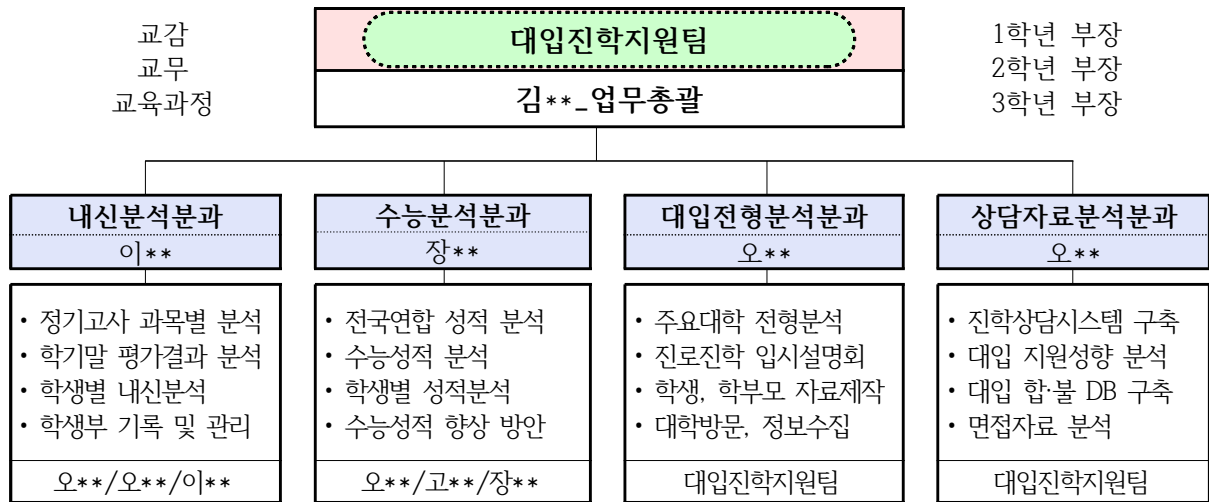 교감
교무
교육과정
대입진학지원팀
김**_업무총괄
1학년 부장
2학년 부장
3학년 부장
내신분석분과
이**
• 정기고사 과목별 분석
• 학기말 평가결과 분석
• 학생별 내신분석
• 학생부 기록 및 관리
오**/오**/이**
수능분석분과
장**
• 전국연합 성적 분석
• 수능성적 분석
• 학생별 성적분석
• 수능성적 향상 방안
오**/고**/장**
대입전형분석분과
오**
• 주요대학 전형분석
• 진로진학 입시설명회
• 학생, 학부모 자료제작
• 대학방문, 정보수집
대입진학지원팀
상담자료분석분과
오**
• 진학상담시스템 구축
• 대입 지원성향 분석
• 대입 합·불 DB 구축
• 면접자료 분석
대입진학지원팀